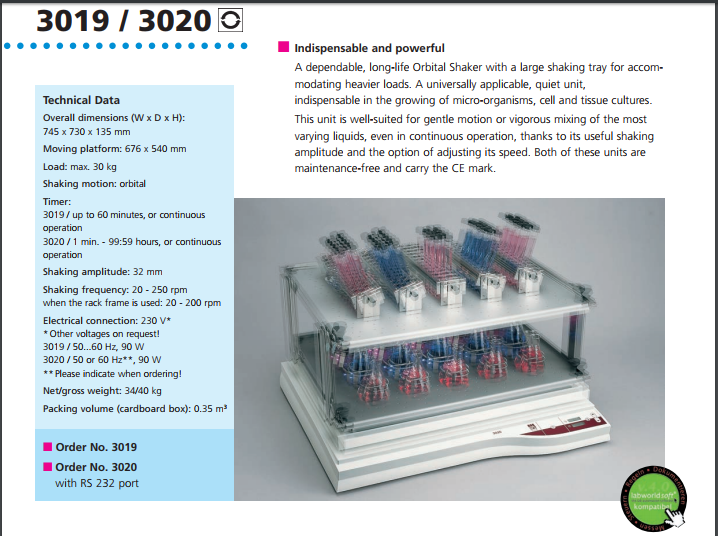 3019 / 3020
Indispensable and powerful
A dependable, long-life Orbital Shaker with a large shaking tray for accom-
modating heavier loads. A universally applicable, quiet unit,
indispensable in the growing of micro-organisms, cell and tissue cultures.
This unit is well-suited for gentle motion or vigorous mixing of the most
varying liquids, even in continuous operation, thanks to its useful shaking
amplitude and the option of adjusting its speed. Both of these units are
maintenance-free and carry the CE mark.
Technical Data
Overall dimensions (W x D x H):
745 x 730 x 135 mm
Moving platform: 676 x 540 mm
Load: max. 30 kg
Shaking motion: orbital
Timer:
3019 / up to 60 minutes, or continuous
operation
3020 / 1 min. - 99:59 hours, or continuous
operation
Shaking amplitude: 32 mm
Shaking frequency: 20 - 250 rpm
when the rack frame is used: 20 - 200 rpm
Electrical connection: 230 V*
* Other voltages on request!
3019 / 50...60 Hz, 90 W
3020 / 50 or 60 Hz**, 90 W
** Please indicate when ordering!
Net/gross weight: 34/40 kg
Packing volume (cardboard box): 0.35 m³
Order No. 3019
Order No. 3020
with RS 232 port
Messen • Steuern • Regeln • Dokumentieren
labworldsoft®
kompatibel